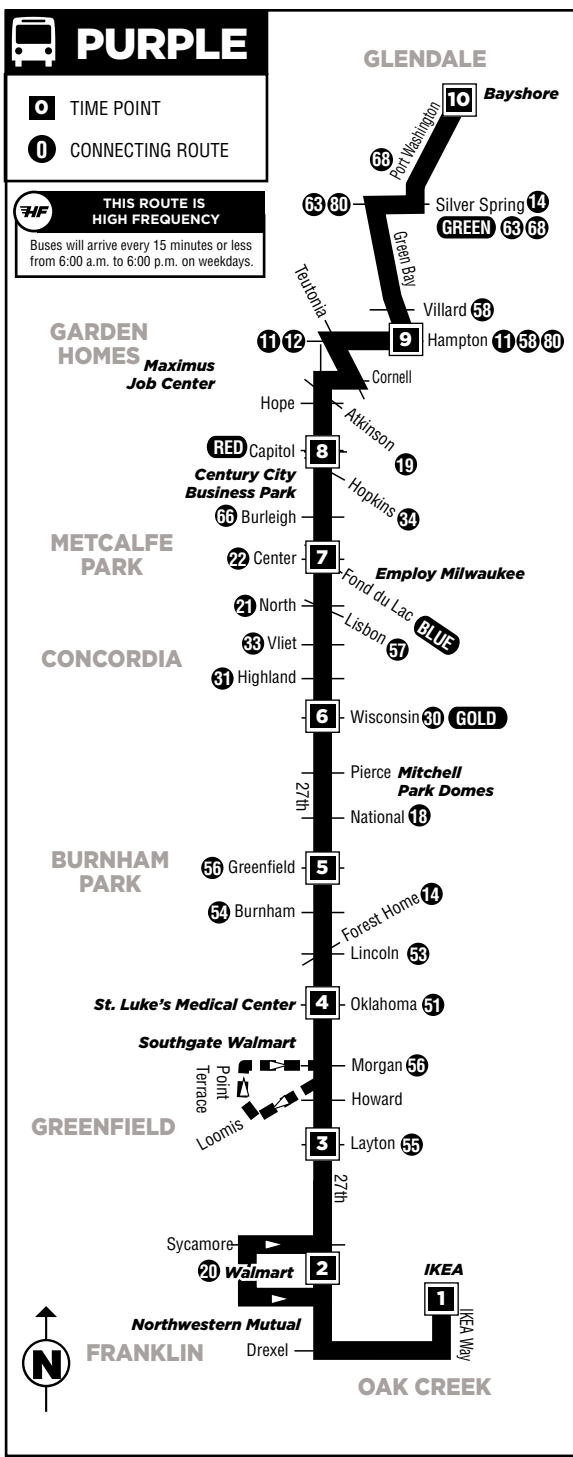 PURPLE
O TIME POINT
0 CONNECTING ROUTE
HF THIS ROUTE IS
HIGH FREQUENCY
Buses will arrive every 15 minutes or less
from 6:00 a.m. to 6:00 p.m. on weekdays.
GLENDALE
10 Bayshore
68 Port Washington
63 80
Silver Spring 14
GREEN 63 68
Green Bay
Villard 58
Teutonia
GARDEN
HOMES
11 12
9 Hampton 11 58 80
Maximus
Job Center
Cornell
Hope
Atkinson 19
RED Capitol 8
Century City
Business Park
Hopkins 34
66 Burleigh
METCALFE
PARK
22 Center 7
Fond du Lac BLUE
Employ Milwaukee
21 North
Lisbon 57
33 Vliet
CONCORDIA
31 Highland
6 Wisconsin 30 GOLD
27th
Pierce Mitchell
Park Domes
National 18
BURNHAM
PARK
56 Greenfield 5
54 Burnham
Forest Home 14
Lincoln 53
St. Luke's Medical Center 4 Oklahoma 51
Southgate Walmart
Point
Terrace
Morgan 56
Howard
Loomis
GREENFIELD
3 Layton 55
27th
Sycamore
20 Walmart 2
IKEA
1
IKEA Way
Northwestern Mutual
N
FRANKLIN
Drexel
OAK CREEK